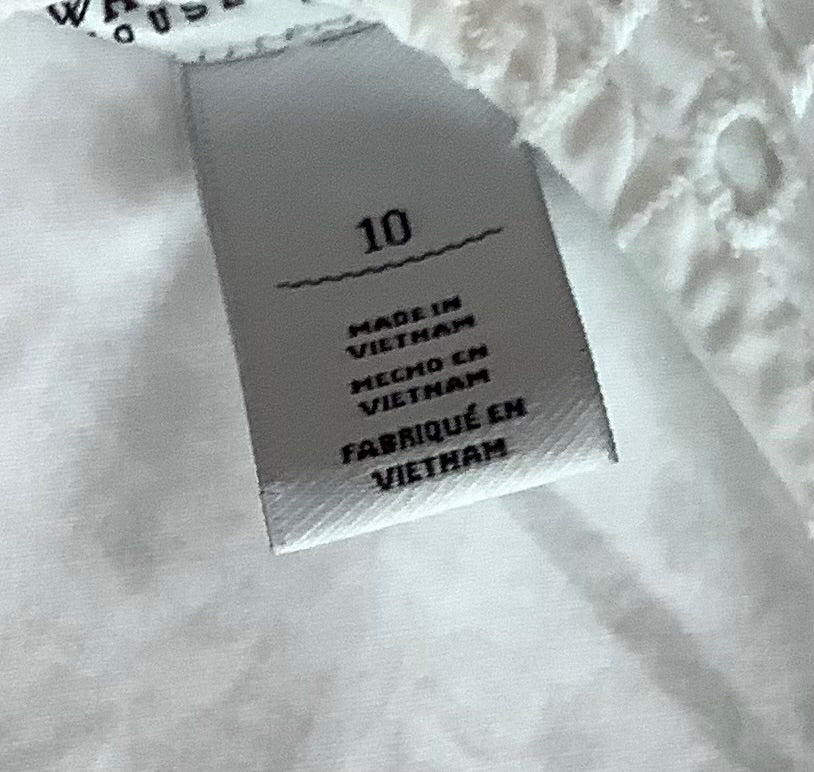 10
MADE IN
VIETNAM
HECHO EN
VIETNAM
FABRIQUÉ EN
VIETNAM